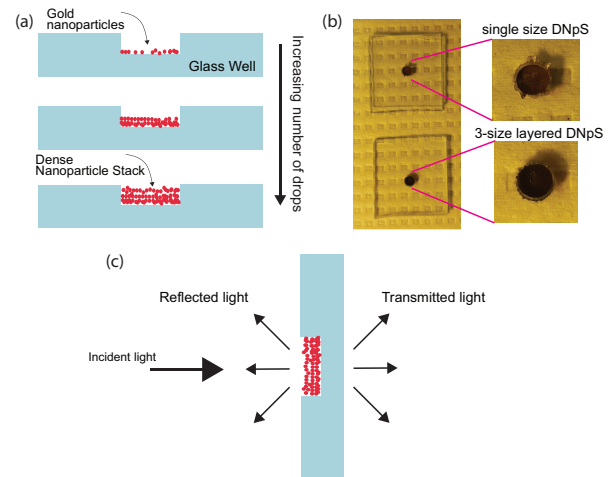 (a)
Gold
nanoparticles
Glass Well
Dense
Nanoparticle Stack
Increasing number of drops
(b)
single size DNpS
3-size layered DNpS
(c)
Reflected light
Transmitted light
Incident light